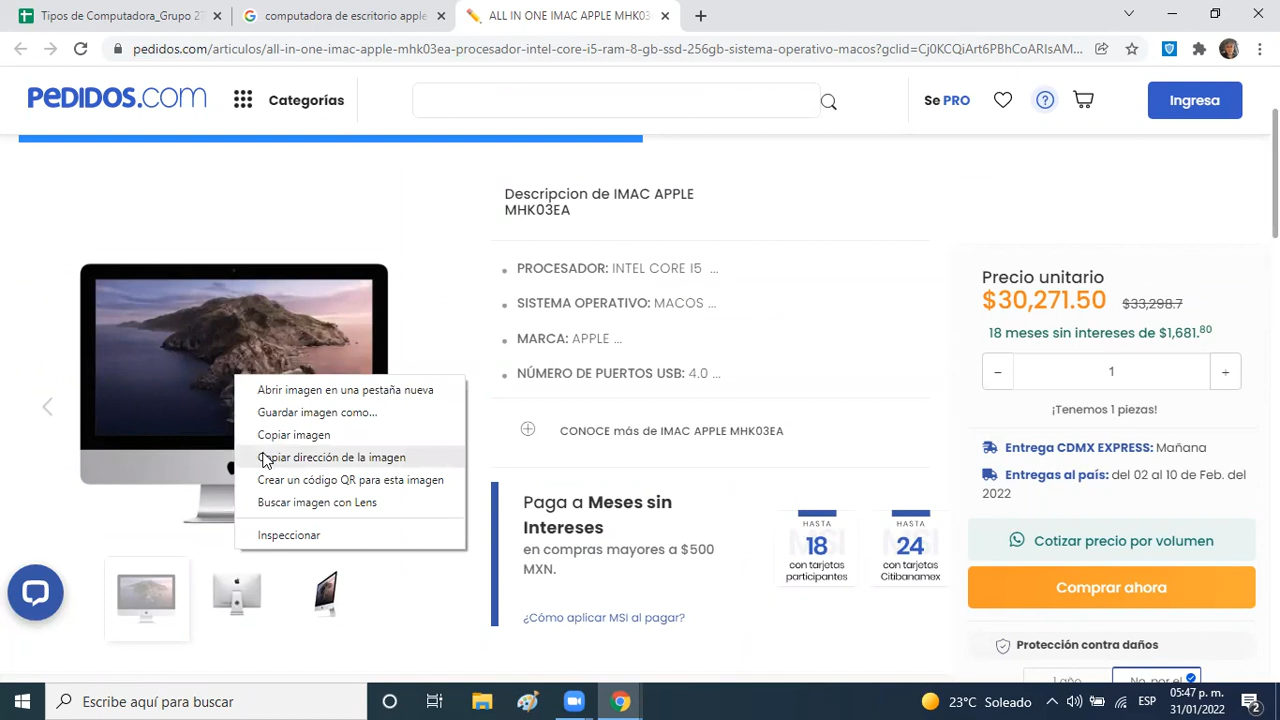 Tipos de Computadora_Grupo 27
computadora de escritorio apple
ALL IN ONE IMAC APPLE MHK03
pedidos.com/articulos/all-in-one-imac-apple-mhk03ea-procesador-intel-core-i5-ram-8-gb-ssd-256gb-sistema-operativo-macos?gclid=Cj0KCQiArt6PBhCoARIsAM...
PEDIDOS.COM
Categorías
Se PRO
Ingresa
Descripcion de IMAC APPLE
MHK03EA
PROCESADOR: INTEL CORE I5 ...
SISTEMA OPERATIVO: MACOS ...
MARCA: APPLE ...
NÚMERO DE PUERTOS USB: 4.0 ...
CONOCE más de IMAC APPLE MHK03EA
Abrir imagen en una pestaña nueva
Guardar imagen como...
Copiar imagen
Copiar dirección de la imagen
Crear un código QR para esta imagen
Buscar imagen con Lens
Inspeccionar
Paga a Meses sin
Intereses
en compras mayores a $500
MXN.
¿Cómo aplicar MSI al pagar?
HASTA
18
con tarjetas
participantes
HASTA
24
con tarjetas
Citibanamex
Precio unitario
$30,271.50 $33,298.7
18 meses sin intereses de $1,681.80
− 1 +
¡Tenemos 1 piezas!
Entrega CDMX EXPRESS: Mañana
Entregas al país: del 02 al 10 de Feb. del
2022
Cotizar precio por volumen
Comprar ahora
Protección contra daños
1 año
No, por el
Escribe aquí para buscar
23°C Soleado
ESP
05:47 p. m.
31/01/2022
2